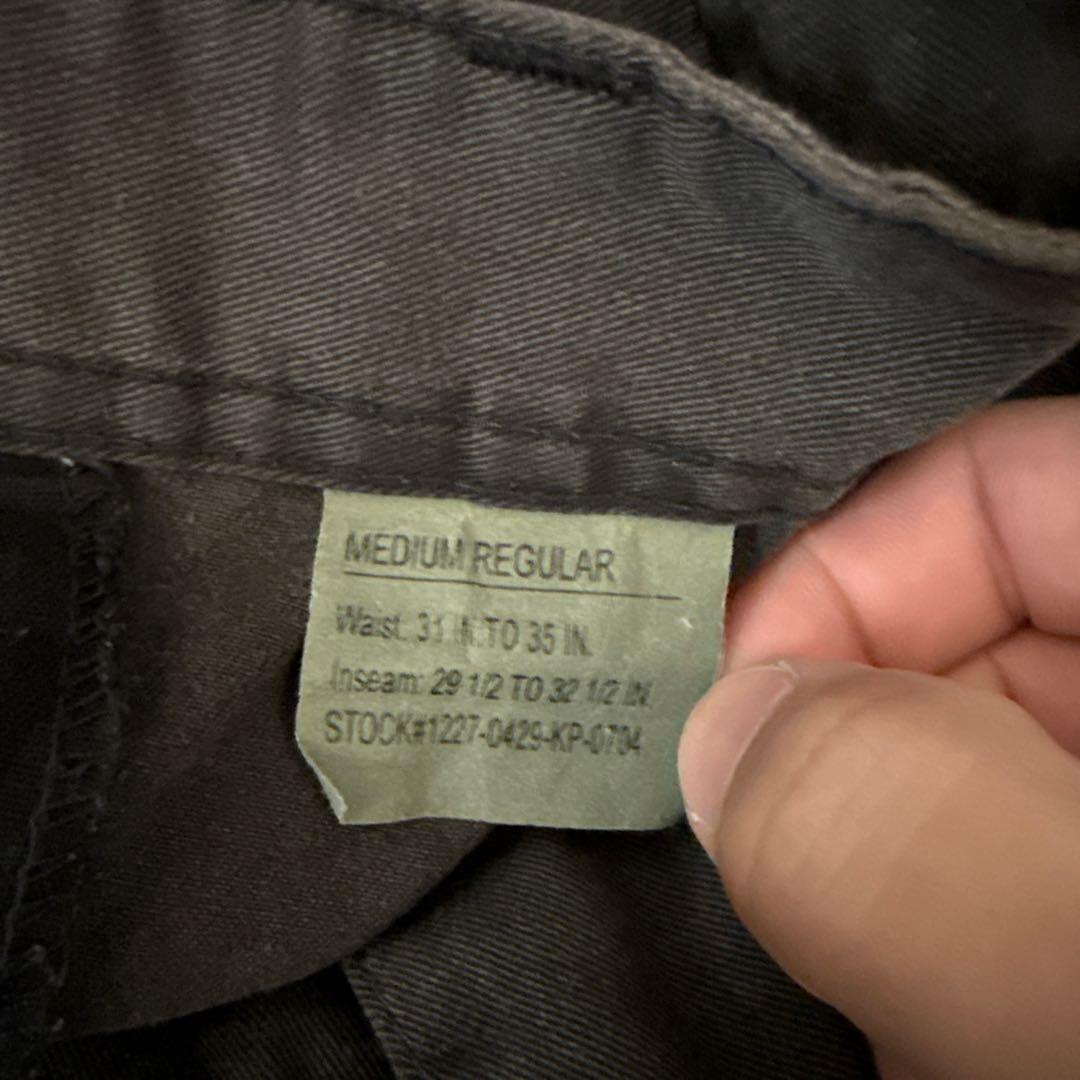 MEDIUM REGULAR
Waist: 31 IN.TO 35 IN.
Inseam: 29 1/2 TO 32 1/2 IN.
STOCK#1227-0429-KP-0704